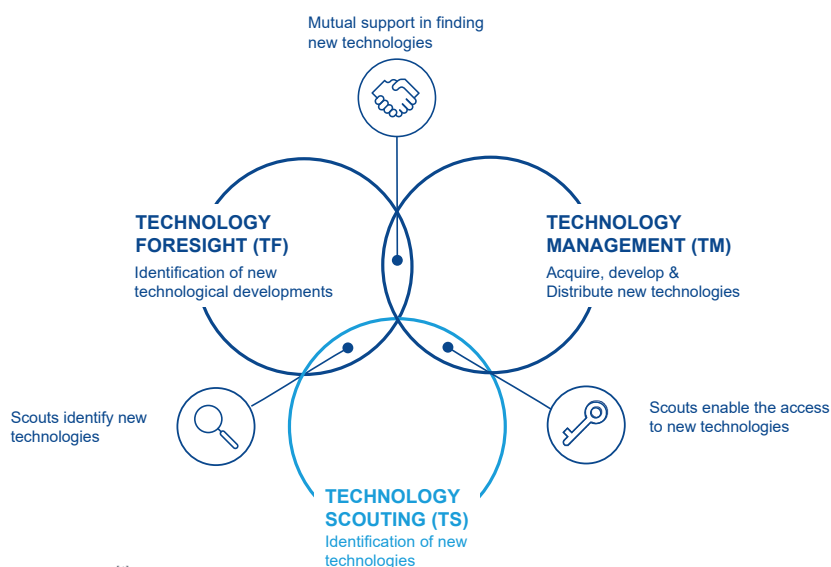 Mutual support in finding
new technologies
TECHNOLOGY
FORESIGHT (TF)
Identification of new
technological developments
TECHNOLOGY
MANAGEMENT (TM)
Acquire, develop &
Distribute new technologies
Scouts identify new
technologies
Scouts enable the access
to new technologies
TECHNOLOGY
SCOUTING (TS)
Identification of new
technologies